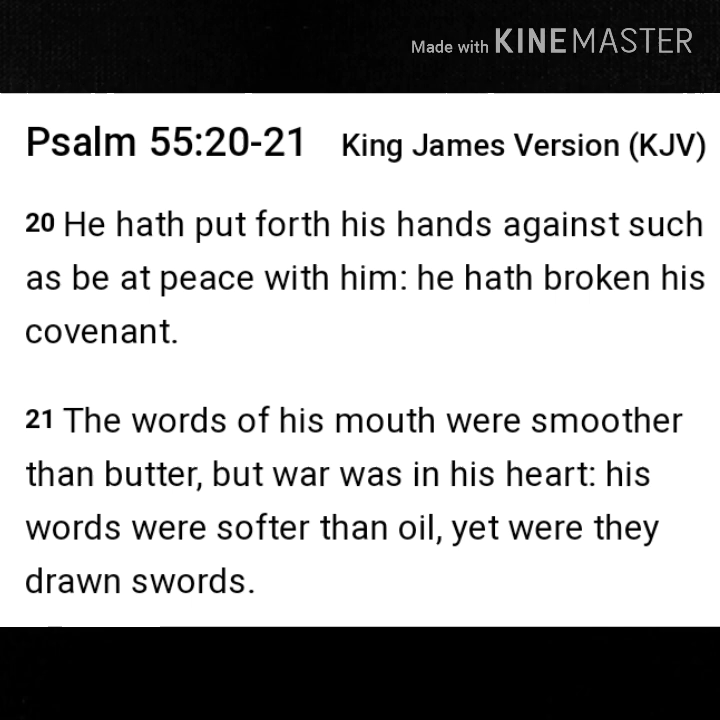 Made with KINEMASTER
Psalm 55:20-21 King James Version (KJV)
20 He hath put forth his hands against such
as be at peace with him: he hath broken his
covenant.
21 The words of his mouth were smoother
than butter, but war was in his heart: his
words were softer than oil, yet were they
drawn swords.